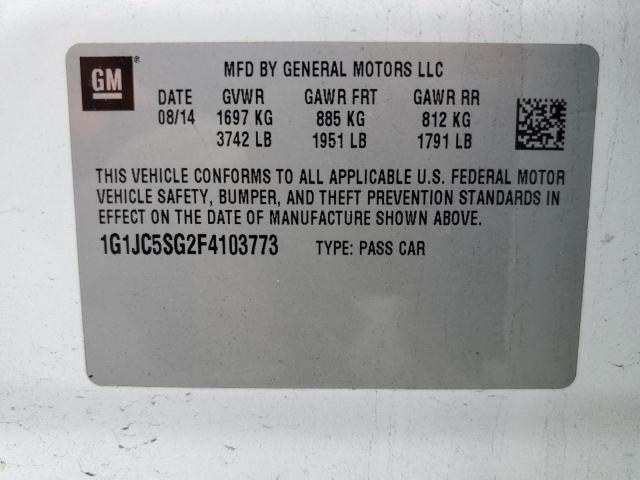 GM ®
MFD BY GENERAL MOTORS LLC
DATE GVWR GAWR FRT GAWR RR
08/14 1697 KG 885 KG 812 KG
3742 LB 1951 LB 1791 LB
THIS VEHICLE CONFORMS TO ALL APPLICABLE U.S. FEDERAL MOTOR
VEHICLE SAFETY, BUMPER, AND THEFT PREVENTION STANDARDS IN
EFFECT ON THE DATE OF MANUFACTURE SHOWN ABOVE.
1G1JC5SG2F4103773 TYPE: PASS CAR